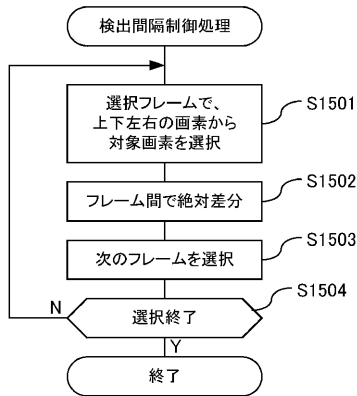 検出間隔制御処理
選択フレームで、
上下左右の画素から
対象画素を選択
S1501
フレーム間で絶対差分
S1502
次のフレームを選択
S1503
選択終了
S1504
N
Y
終了